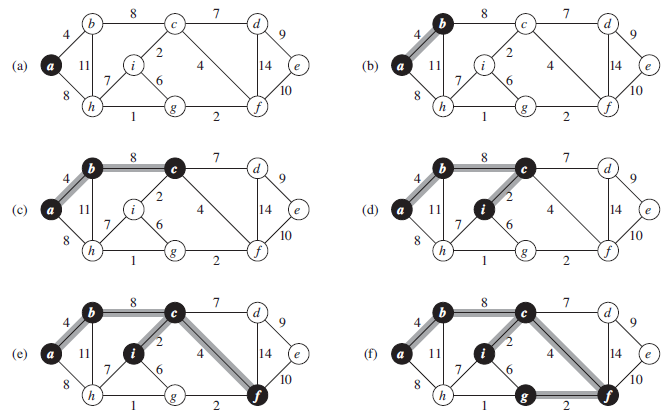 8 7
b c d
4 9
2
(a) a 11 i 4 14 e
7 6
8 10
h g f
1 2
8 7
b c d
4 9
2
(b) a 11 i 4 14 e
7 6
8 10
h g f
1 2
8 7
b c d
4 9
2
(c) a 11 i 4 14 e
7 6
8 10
h g f
1 2
8 7
b c d
4 9
2
(d) a 11 i 4 14 e
7 6
8 10
h g f
1 2
8 7
b c d
4 9
2
(e) a 11 i 4 14 e
7 6
8 10
h g f
1 2
8 7
b c d
4 9
2
(f) a 11 i 4 14 e
7 6
8 10
h g f
1 2